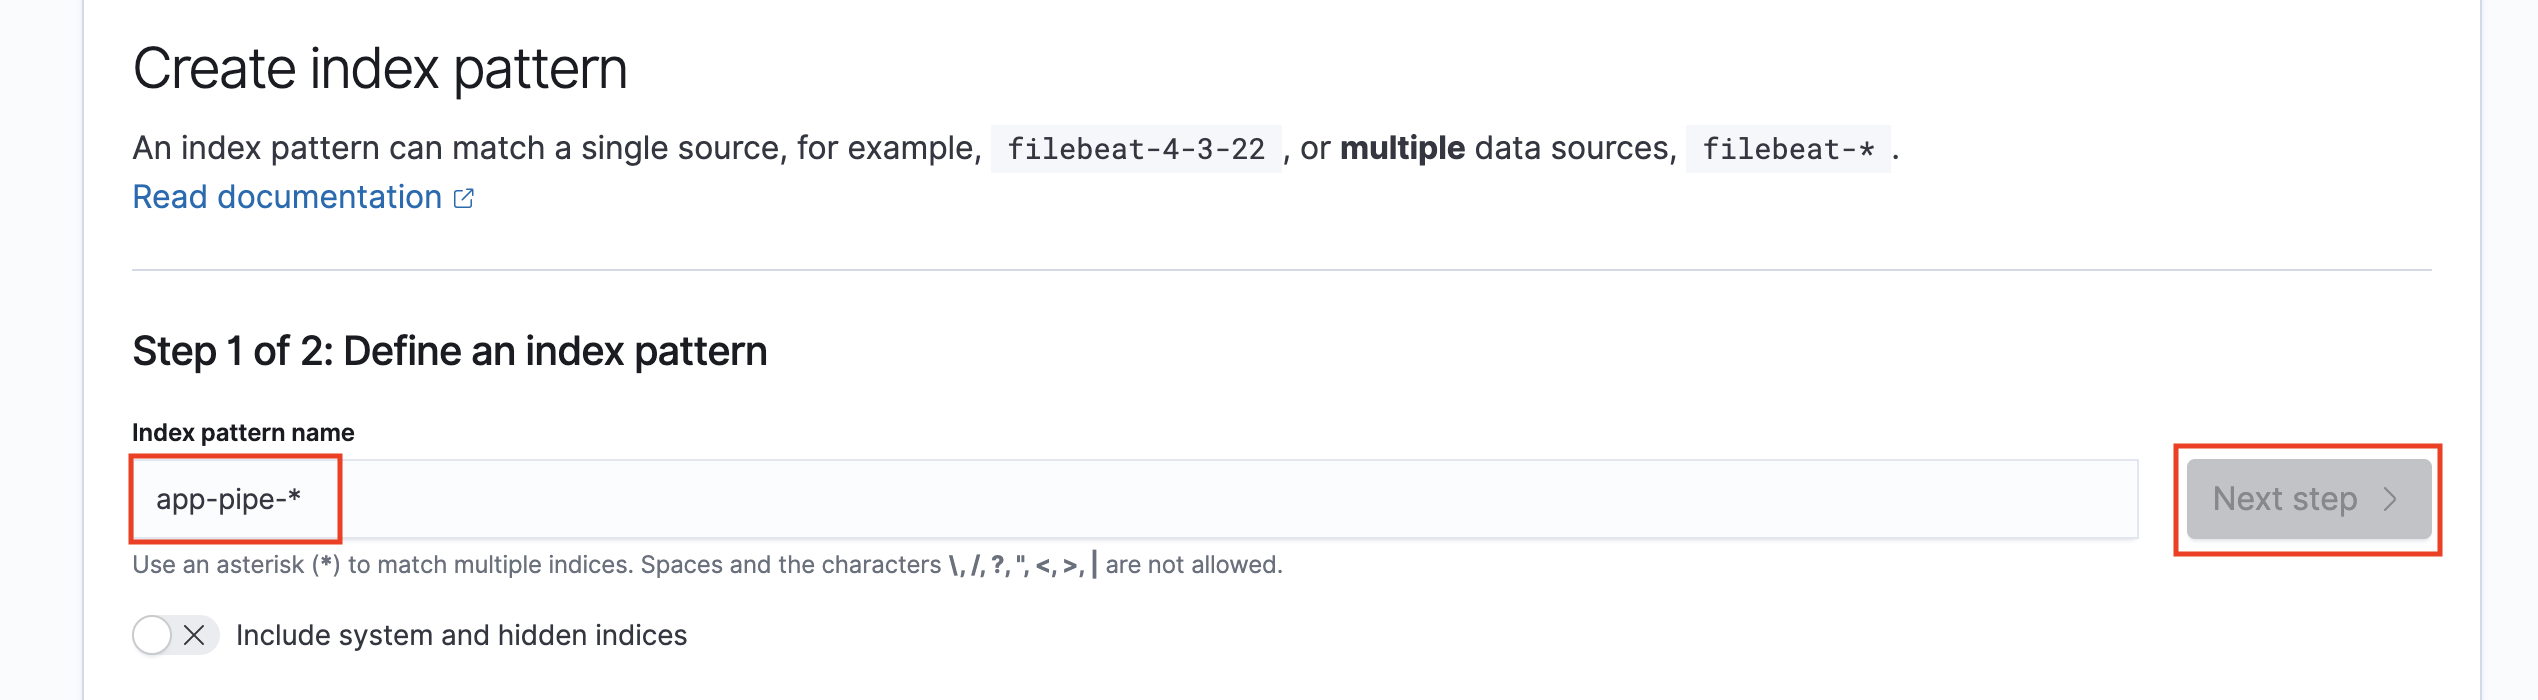 Create index pattern
An index pattern can match a single source, for example, filebeat-4-3-22 , or multiple data sources, filebeat-* .
Read documentation
Step 1 of 2: Define an index pattern
Index pattern name
app-pipe-*
Next step
Use an asterisk (*) to match multiple indices. Spaces and the characters \, /, ?, ", <, >, | are not allowed.
Include system and hidden indices